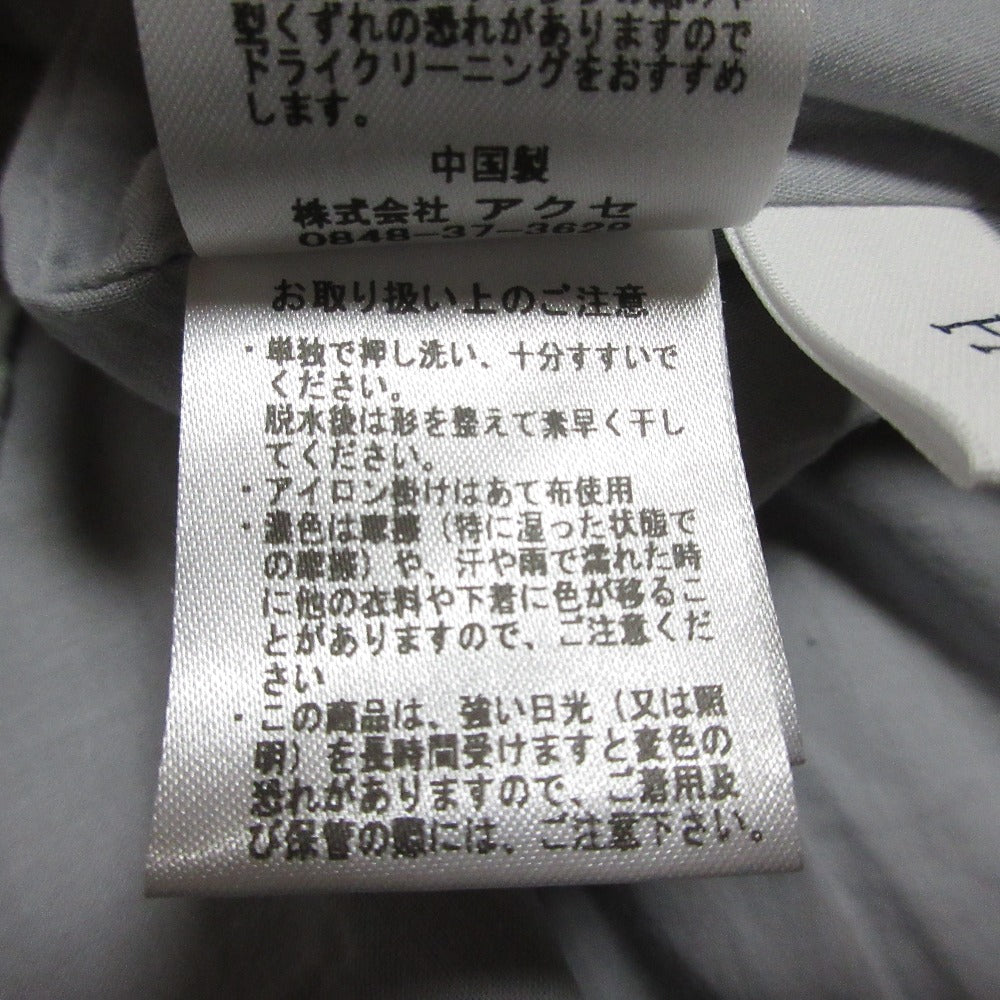 型くずれの恐れがありますので
ドライクリーニングをおすすめ
します。
中国製
株式会社 アクセ
0848-37-3629
お取り扱い上のご注意
・単独で押し洗い、十分すすいで
ください。
脱水後は形を整えて素早く干し
てください。
・アイロン掛けはあて布使用
・濃色は摩擦（特に湿った状態で
の摩擦）や、汗や雨で濡れた時
に他の衣料や下着に色が移るこ
とがありますので、ご注意くだ
さい
・この商品は、強い日光（又は照
明）を長時間受けますと変色の
恐れがありますので、ご着用及
び保管の際には、ご注意下さい。